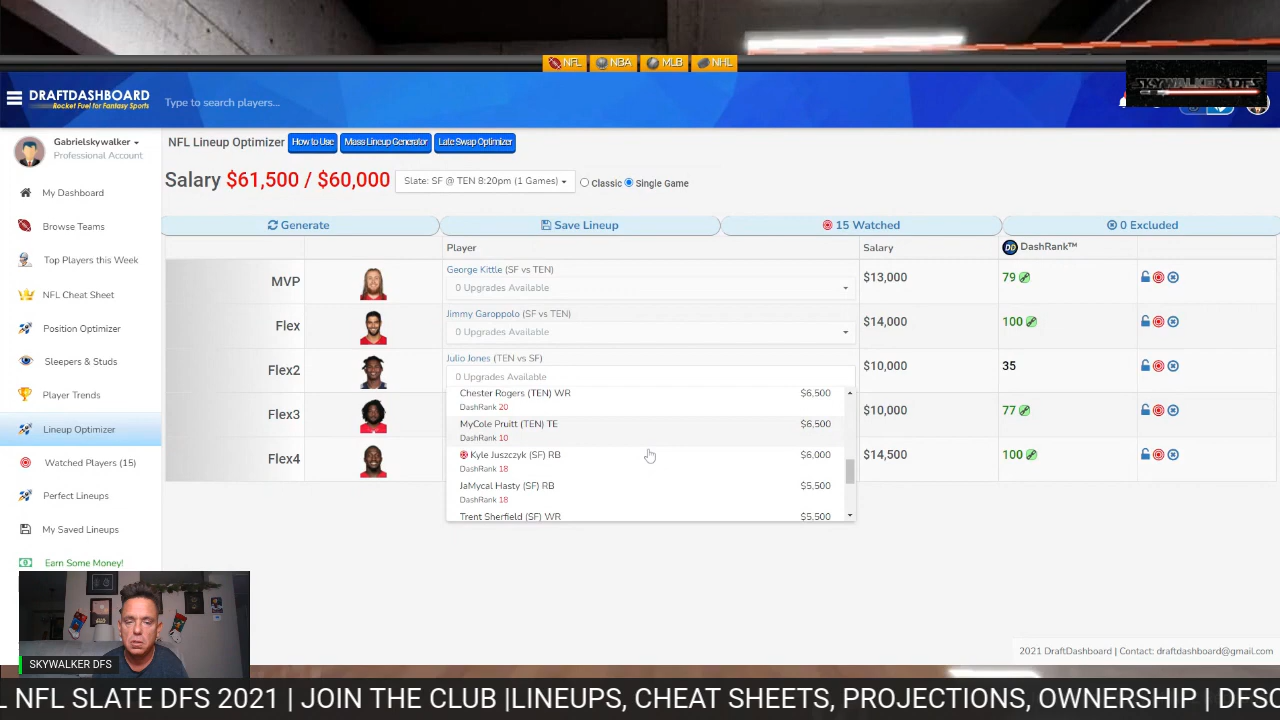 NFL
NBA
MLB
NHL
DRAFTDASHBOARD
Rocket Fuel for Fantasy Sports
Type to search players...
SKYWALKER DFS
Gabrielskywalker
Professional Account
NFL Lineup Optimizer
How to Use
Mass Lineup Generator
Late Swap Optimizer
Salary $61,500 / $60,000
Slate: SF @ TEN 8:20pm (1 Games)
Classic
Single Game
My Dashboard
Browse Teams
Top Players this Week
NFL Cheat Sheet
Position Optimizer
Sleepers & Studs
Player Trends
Lineup Optimizer
Watched Players (15)
Perfect Lineups
My Saved Lineups
Earn Some Money!
Generate
Save Lineup
15 Watched
0 Excluded
Player
Salary
DD DashRank™
MVP
George Kittle (SF vs TEN)
0 Upgrades Available
$13,000
79
Flex
Jimmy Garoppolo (SF vs TEN)
0 Upgrades Available
$14,000
100
Flex2
Julio Jones (TEN vs SF)
0 Upgrades Available
$10,000
35
Flex3
$10,000
77
Flex4
$14,500
100
Chester Rogers (TEN) WR $6,500
DashRank 20
MyCole Pruitt (TEN) TE $6,500
DashRank 10
Kyle Juszczyk (SF) RB $6,000
DashRank 18
JaMycal Hasty (SF) RB $5,500
DashRank 18
Trent Sherfield (SF) WR $5,500
2021 DraftDashboard | Contact: draftdashboard@gmail.com
SKYWALKER DFS
L NFL SLATE DFS 2021 | JOIN THE CLUB |LINEUPS, CHEAT SHEETS, PROJECTIONS, OWNERSHIP | DFSC